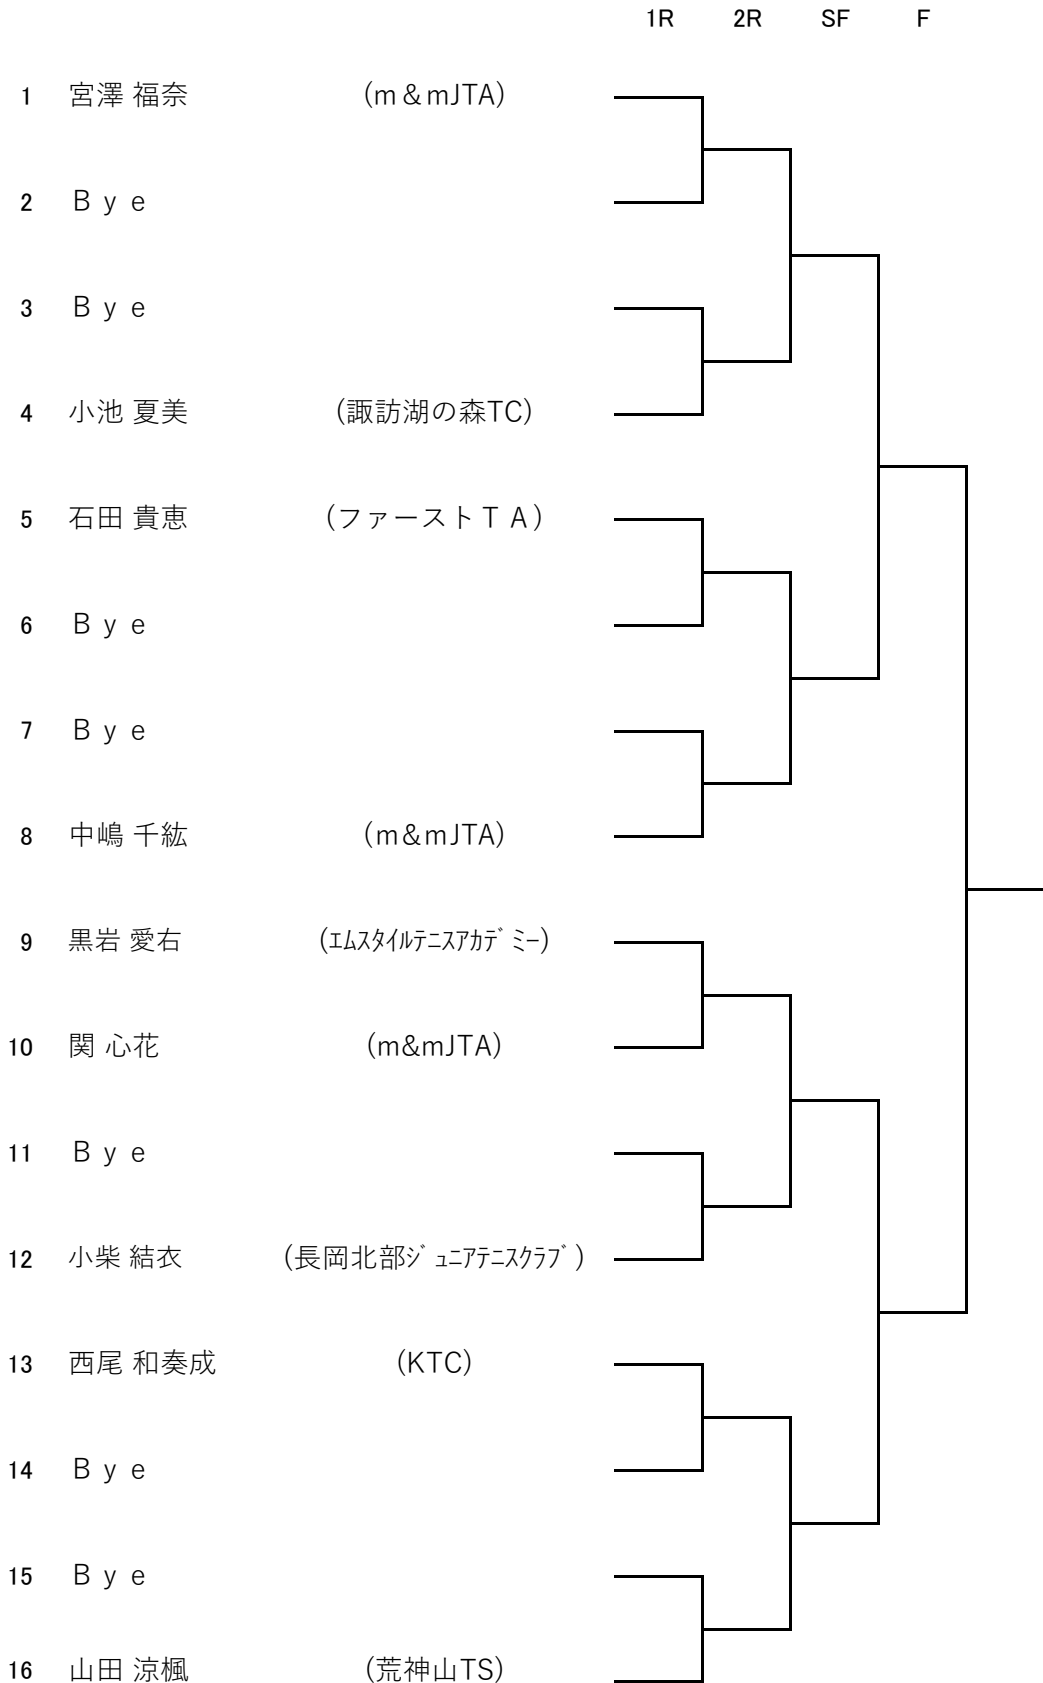 1R 2R SF F
1 宮澤 福奈 (m＆mJTA)
2 Ｂｙｅ
3 Ｂｙｅ
4 小池 夏美 (諏訪湖の森TC)
5 石田 貴恵 (ファーストＴＡ)
6 Ｂｙｅ
7 Ｂｙｅ
8 中嶋 千紘 (m&mJTA)
9 黒岩 愛右 (ｴﾑｽﾀｲﾙﾃﾆｽｱｶﾃﾞﾐｰ)
10 関 心花 (m&mJTA)
11 Ｂｙｅ
12 小柴 結衣 (長岡北部ｼﾞｭﾆｱﾃﾆｽｸﾗﾌﾞ)
13 西尾 和奏成 (KTC)
14 Ｂｙｅ
15 Ｂｙｅ
16 山田 涼楓 (荒神山TS)